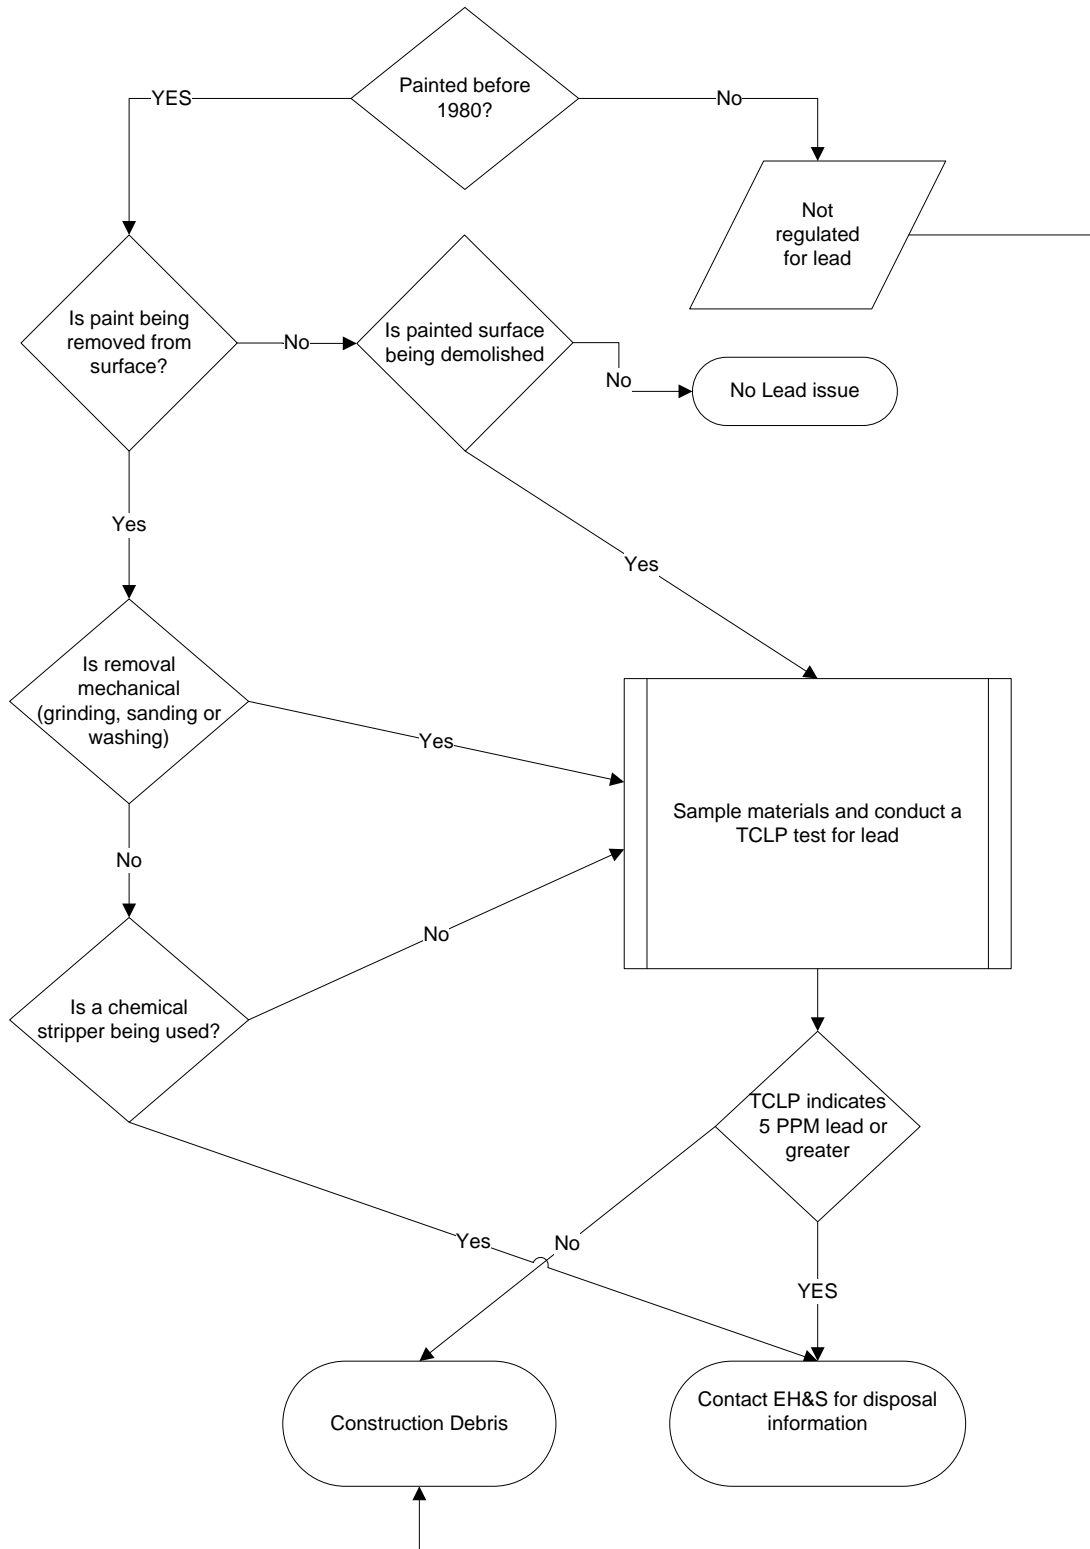 Painted before
1980?
YES
No
Not
regulated
for lead
Is paint being
removed from
surface?
No
Is painted surface
being demolished
No
No Lead issue
Yes
Yes
Is removal
mechanical
(grinding, sanding or
washing)
Yes
Sample materials and conduct a
TCLP test for lead
No
No
Is a chemical
stripper being used?
TCLP indicates
5 PPM lead or
greater
Yes
No
YES
Construction Debris
Contact EH&S for disposal
information